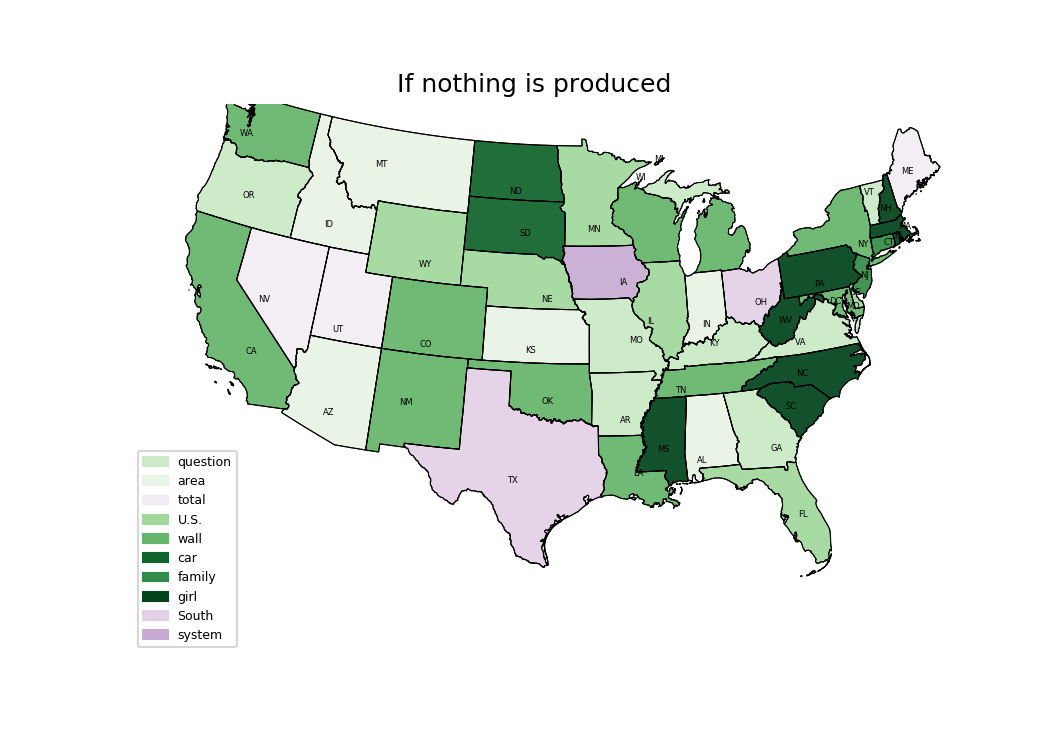 If nothing is produced
WA
MT
ND
MN
WI
MI
ME
VT
NH
OR
ID
SD
WY
NE
IA
NY
CT
NJ
PA
NV
UT
CO
KS
MO
IL
IN
OH
WV
VA
DC
MD
KY
CA
AZ
NM
OK
AR
TN
NC
SC
TX
LA
MS
AL
GA
FL
question
area
total
U.S.
wall
car
family
girl
South
system